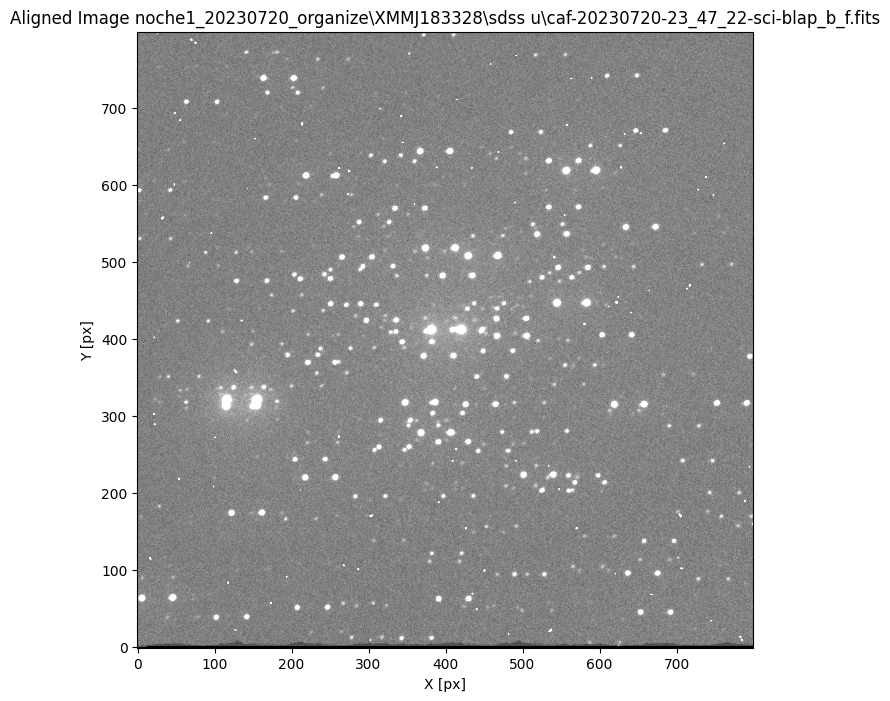 Aligned Image noche1_20230720_organize\XMMJ183328\sdss u\caf-20230720-23_47_22-sci-blap_b_f.fits
700
600
500
400
300
200
100
0
Y [px]
0 100 200 300 400 500 600 700
X [px]